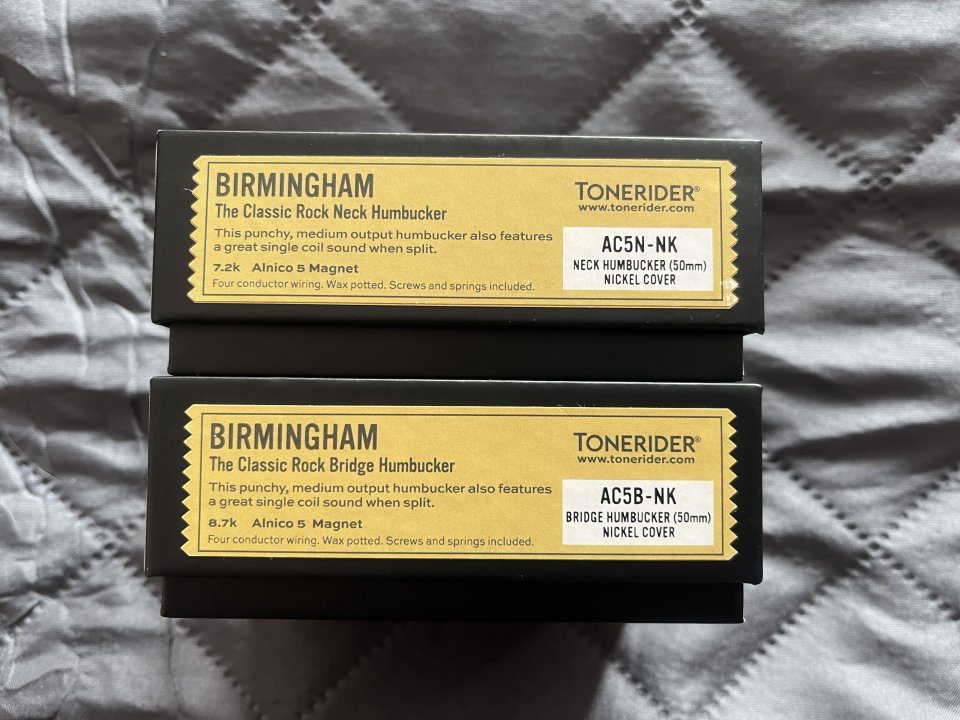 BIRMINGHAM
The Classic Rock Neck Humbucker
This punchy, medium output humbucker also features
a great single coil sound when split.
7.2k Alnico 5 Magnet
Four conductor wiring. Wax potted. Screws and springs included.
TONERIDER®
www.tonerider.com
AC5N-NK
NECK HUMBUCKER (50mm)
NICKEL COVER
BIRMINGHAM
The Classic Rock Bridge Humbucker
This punchy, medium output humbucker also features
a great single coil sound when split.
8.7k Alnico 5 Magnet
Four conductor wiring. Wax potted. Screws and springs included.
TONERIDER®
www.tonerider.com
AC5B-NK
BRIDGE HUMBUCKER (50mm)
NICKEL COVER